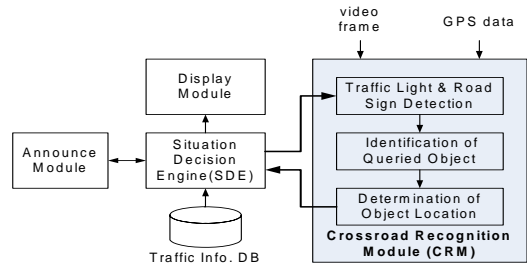 video
frame
GPS data
Display
Module
Traffic Light & Road
Sign Detection
Announce
Module
Situation
Decision
Engine(SDE)
Identification of
Queried Object
Determination of
Object Location
Traffic Info. DB
Crossroad Recognition
Module (CRM)